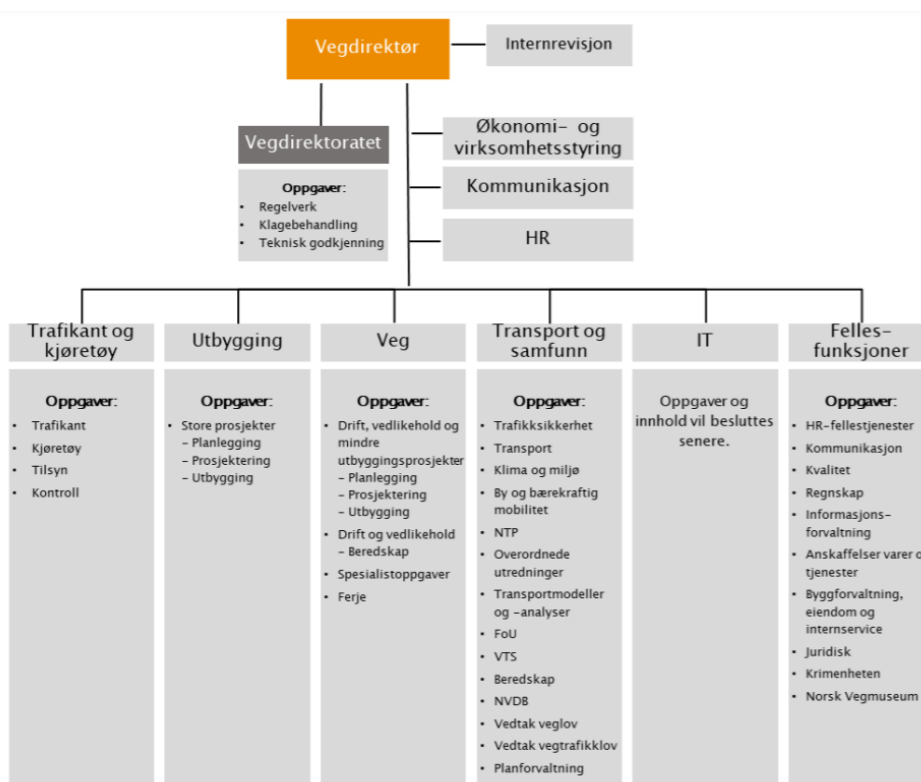 Vegdirektør
Internrevisjon
Vegdirektoratet
Oppgaver:
• Regelverk
• Klagebehandling
• Teknisk godkjenning
Økonomi- og
virksomhetsstyring
Kommunikasjon
HR
Trafikant og
kjøretøy
Oppgaver:
• Trafikant
• Kjøretøy
• Tilsyn
• Kontroll
Utbygging
Oppgaver:
• Store prosjekter
– Planlegging
– Prosjektering
– Utbygging
Veg
Oppgaver:
• Drift, vedlikehold og
mindre
utbyggingsprosjekter
– Planlegging
– Prosjektering
– Utbygging
• Drift og vedlikehold
– Beredskap
• Spesialistoppgaver
• Ferje
Transport og
samfunn
Oppgaver:
• Trafikksikkerhet
• Transport
• Klima og miljø
• By og bærekraftig
mobilitet
• NTP
• Overordnede
utredninger
• Transportmodeller
og -analyser
• FoU
• VTS
• Beredskap
• NVDB
• Vedtak veglov
• Vedtak vegtrafikklov
• Planforvaltning
IT
Oppgaver og
innhold vil besluttes
senere.
Felles-
funksjoner
Oppgaver:
• HR-fellestjenester
• Kommunikasjon
• Kvalitet
• Regnskap
• Informasjons-
forvaltning
• Anskaffelser varer o
tjenester
• Byggforvaltning,
eiendom og
internservice
• Juridisk
• Krimenheten
• Norsk Vegmuseum